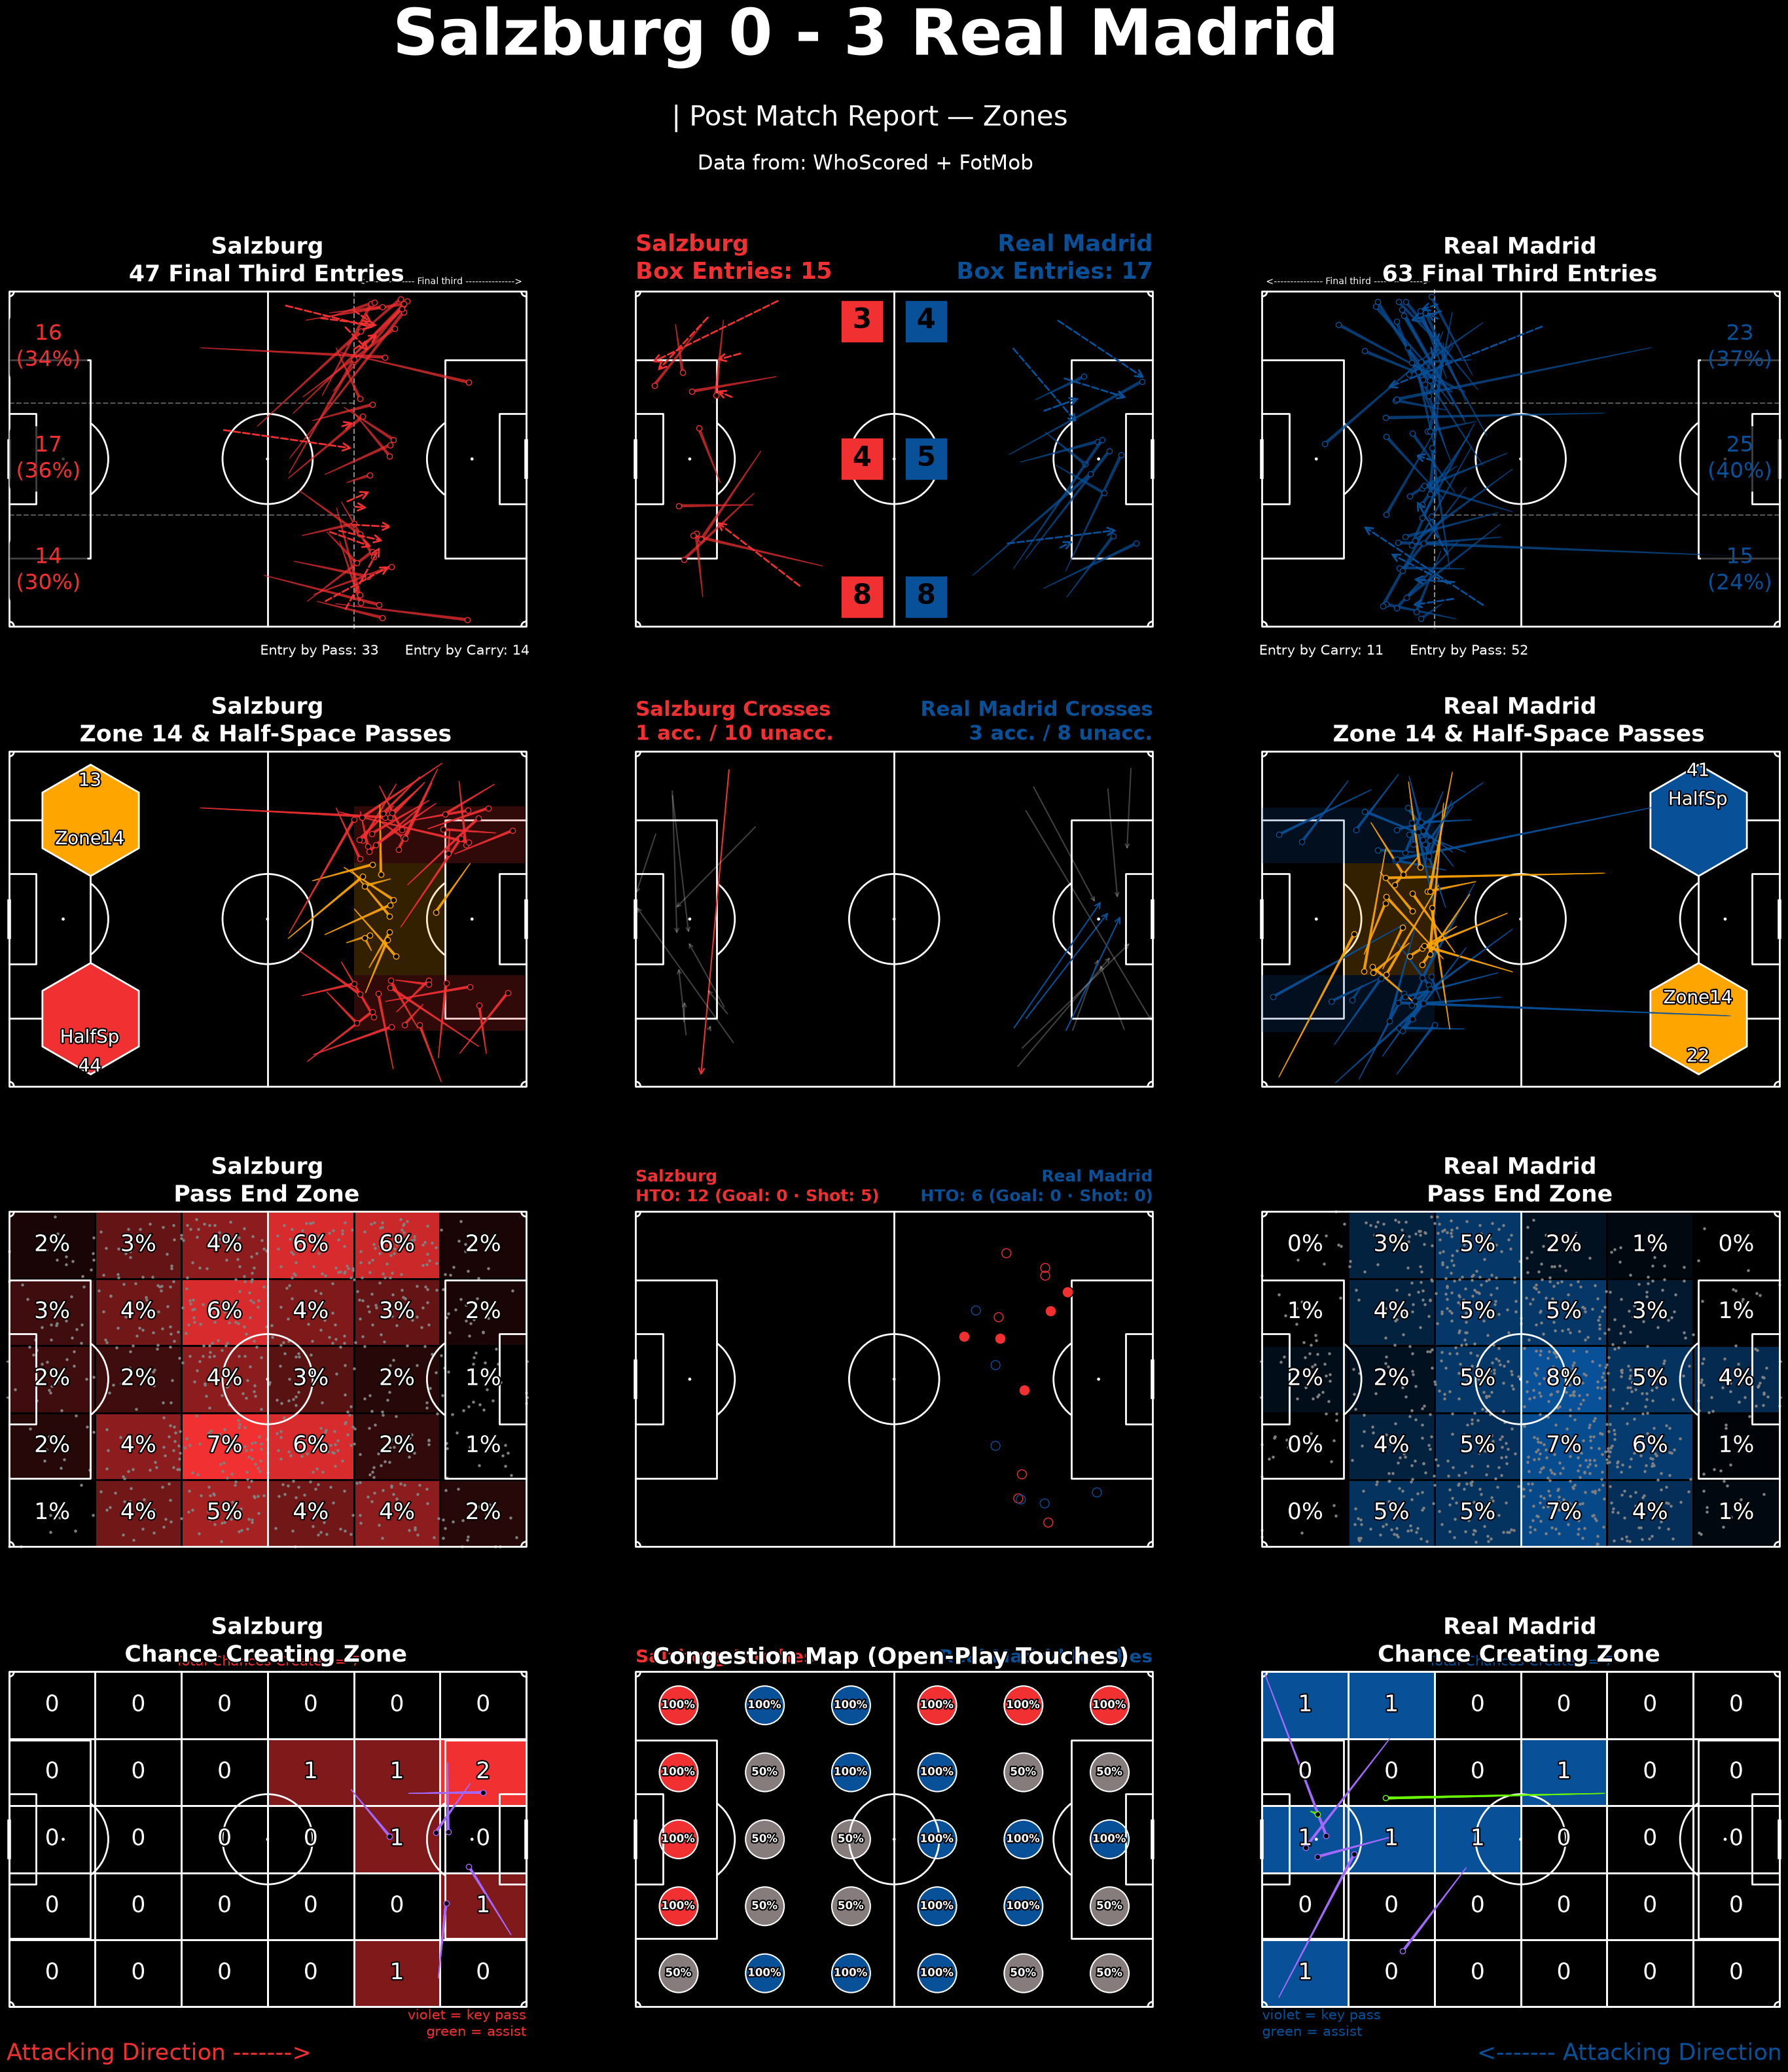 Salzburg 0 - 3 Real Madrid
| Post Match Report — Zones
Data from: WhoScored + FotMob
Salzburg
47 Final Third Entries
Final third
16
(34%)
17
(36%)
14
(30%)
Entry by Pass: 33
Entry by Carry: 14
Salzburg
Box Entries: 15
Real Madrid
Box Entries: 17
3
4
4
5
8
8
Real Madrid
63 Final Third Entries
Final third
23
(37%)
25
(40%)
15
(24%)
Entry by Carry: 11
Entry by Pass: 52
Salzburg
Zone 14 & Half-Space Passes
13
Zone14
HalfSp
44
Salzburg Crosses
1 acc. / 10 unacc.
Real Madrid Crosses
3 acc. / 8 unacc.
Real Madrid
Zone 14 & Half-Space Passes
41
HalfSp
Zone14
22
Salzburg
Pass End Zone
2% 3% 4% 6% 6% 2%
3% 4% 6% 4% 3% 2%
2% 2% 4% 3% 2% 1%
2% 4% 7% 6% 2% 1%
1% 4% 5% 4% 4% 2%
Salzburg
HTO: 12 (Goal: 0 · Shot: 5)
Real Madrid
HTO: 6 (Goal: 0 · Shot: 0)
Real Madrid
Pass End Zone
0% 3% 5% 2% 1% 0%
1% 4% 5% 5% 3% 1%
2% 2% 5% 8% 5% 4%
0% 4% 5% 7% 6% 1%
0% 5% 5% 7% 4% 1%
Salzburg
Chance Creating Zone
0 0 0 0 0 0
0 0 0 1 1 2
0 0 0 0 1 0
0 0 0 0 0 1
0 0 0 0 1 0
violet = key pass
green = assist
Attacking Direction ------->
Congestion Map (Open-Play Touches)
100% 100% 100% 100% 100% 100%
100% 50% 100% 100% 50% 50%
100% 50% 50% 100% 100% 100%
100% 50% 50% 100% 100% 50%
50% 100% 100% 100% 50% 50%
Real Madrid
Chance Creating Zone
1 1 0 0 0 0
0 0 0 1 0 0
1 1 1 0 0 0
0 0 0 0 0 0
1 0 0 0 0 0
violet = key pass
green = assist
<------- Attacking Direction